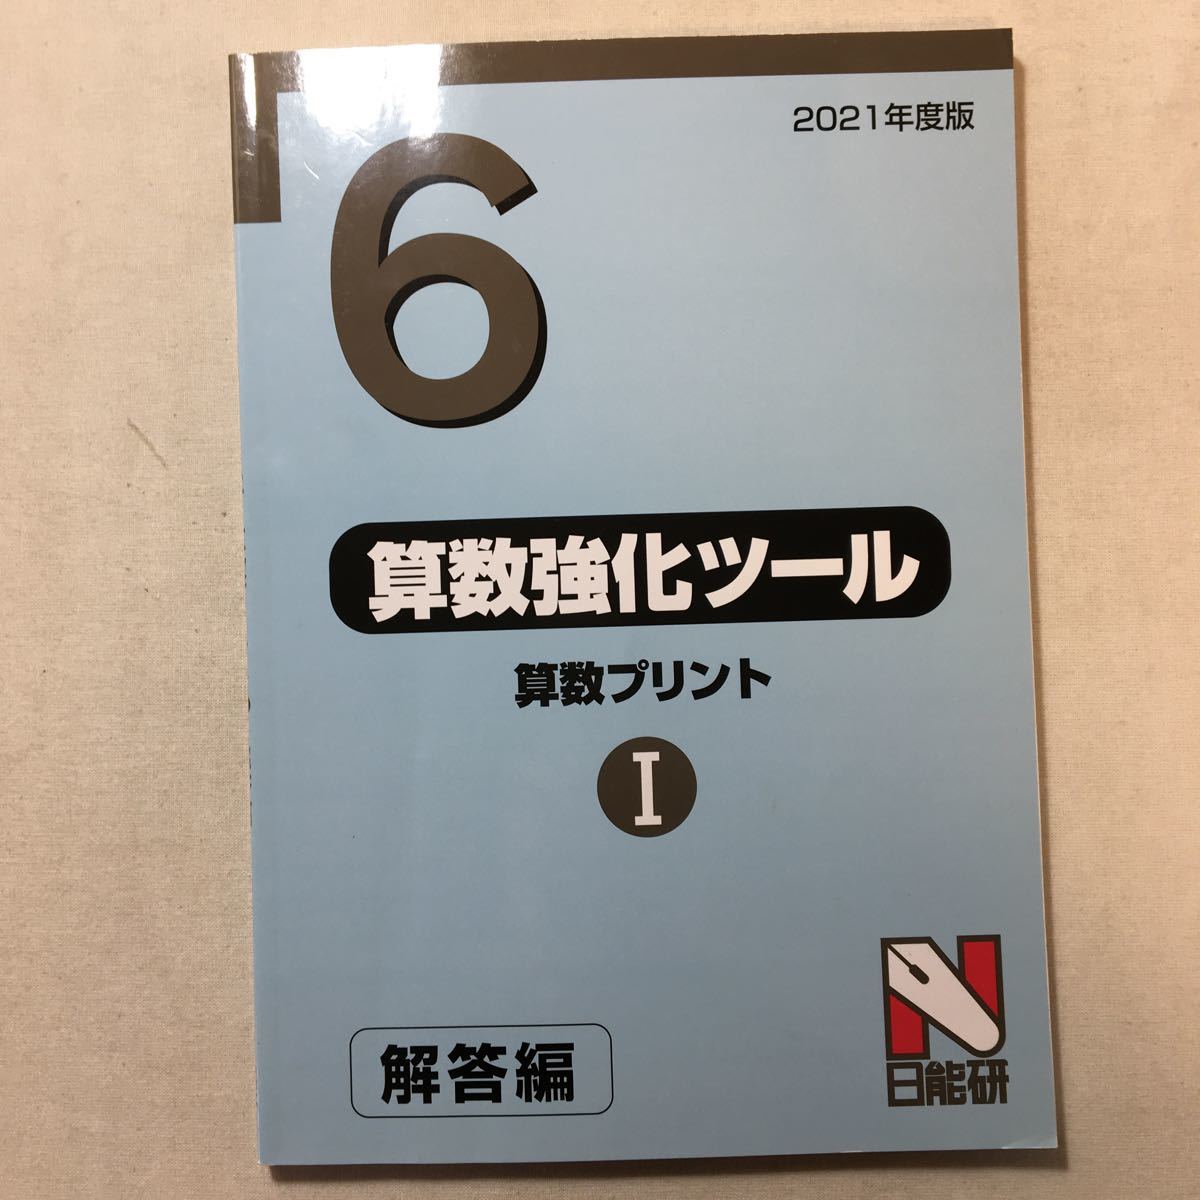 2021年度版
6
算数強化ツール
算数プリント
I
解答編
N
日能研